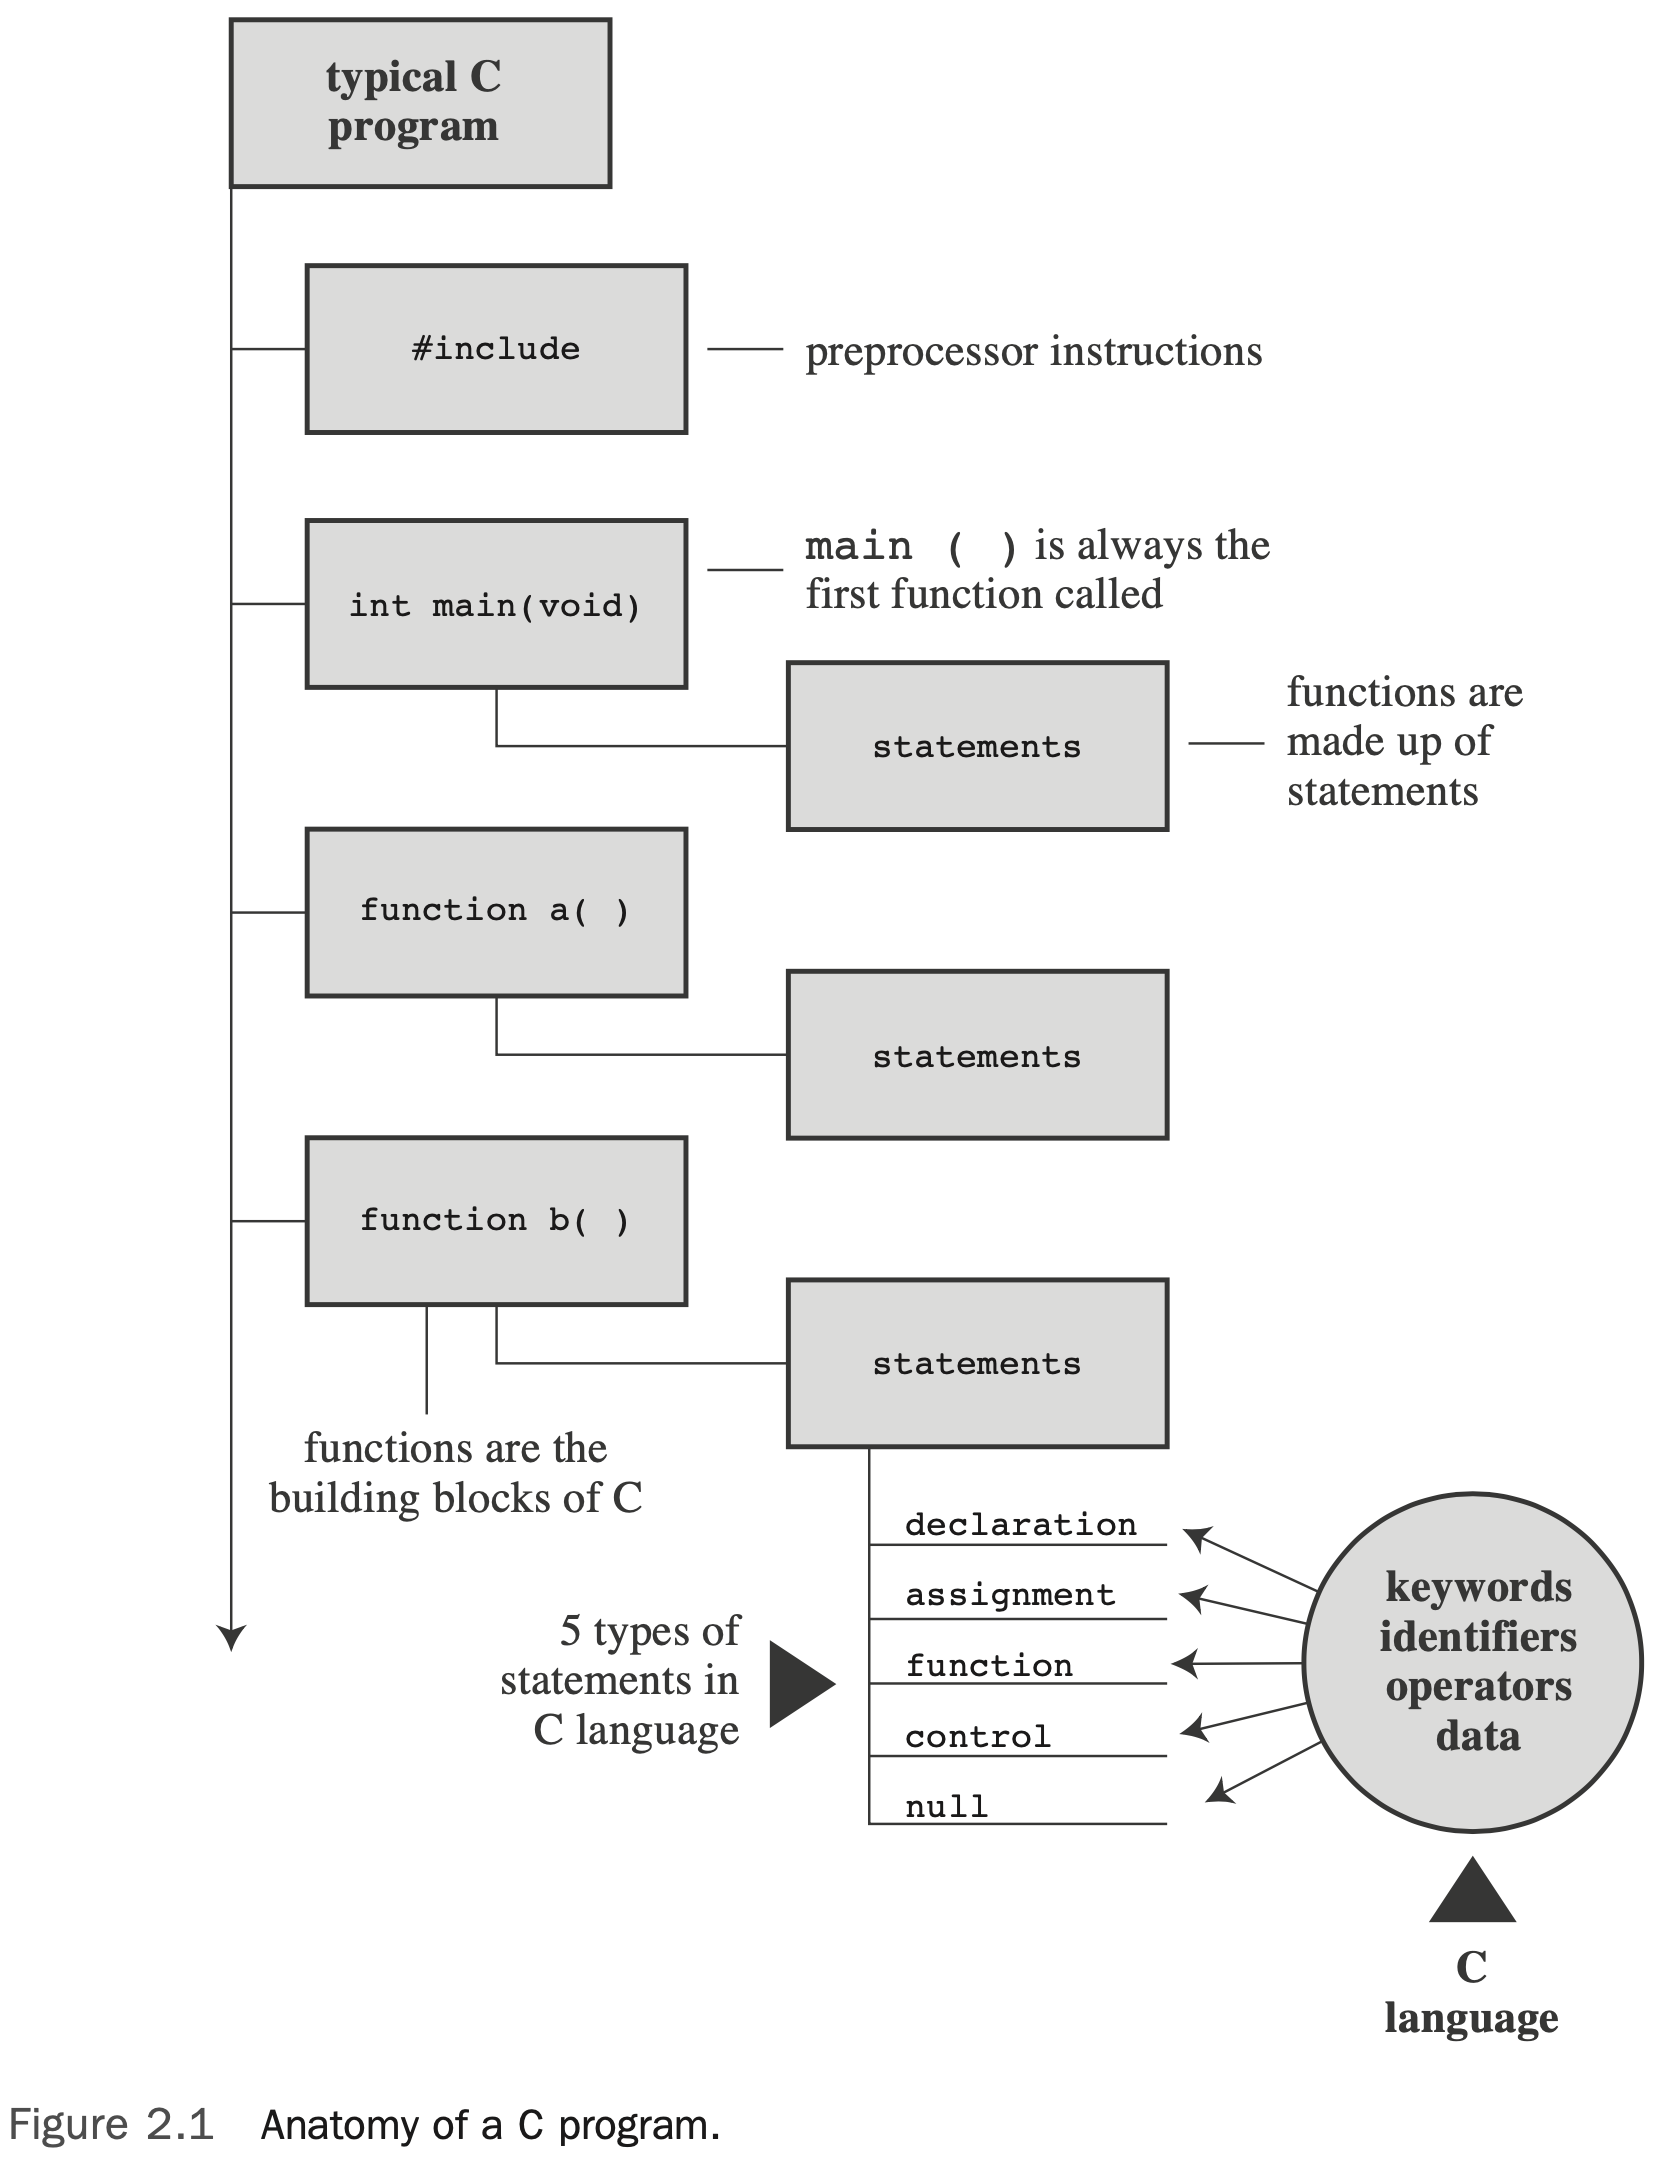 typical C
program
#include
preprocessor instructions
int main(void)
main ( ) is always the
first function called
statements
functions are
made up of
statements
function a( )
statements
function b( )
statements
functions are the
building blocks of C
5 types of
statements in
C language
declaration
assignment
function
control
null
keywords
identifiers
operators
data
C
language
Figure 2.1 Anatomy of a C program.